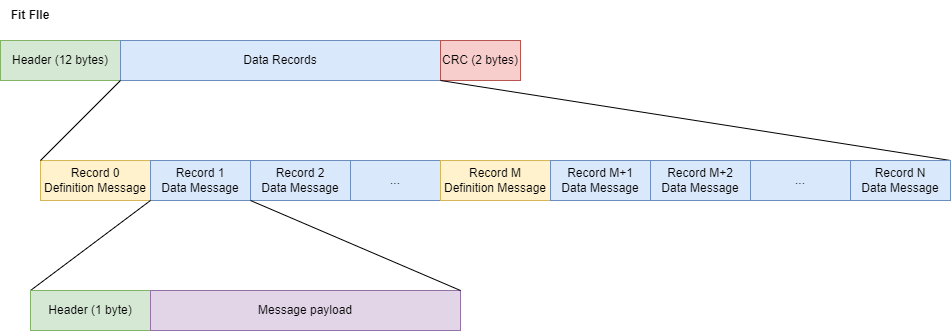 Fit FIle
Header (12 bytes)
Data Records
CRC (2 bytes)
Record 0
Definition Message
Record 1
Data Message
Record 2
Data Message
...
Record M
Definition Message
Record M+1
Data Message
Record M+2
Data Message
...
Record N
Data Message
Header (1 byte)
Message payload